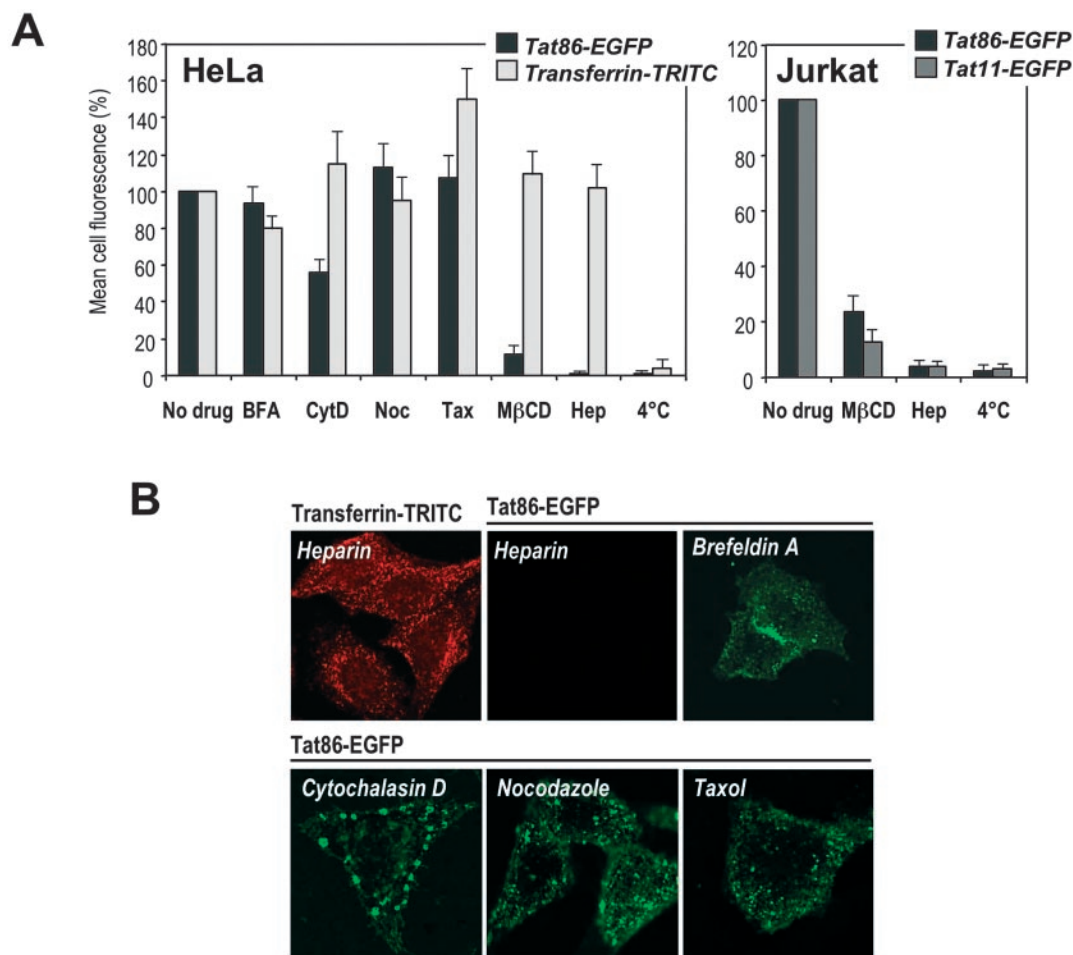 A
HeLa
Tat86-EGFP
Transferrin-TRITC
Mean cell fluorescence (%)
180
160
140
120
100
80
60
40
20
0
No drug BFA CytD Noc Tax MβCD Hep 4°C
Jurkat
Tat86-EGFP
Tat11-EGFP
120
100
80
60
40
20
0
No drug MβCD Hep 4°C
B
Transferrin-TRITC
Tat86-EGFP
Heparin
Heparin
Brefeldin A
Tat86-EGFP
Cytochalasin D
Nocodazole
Taxol